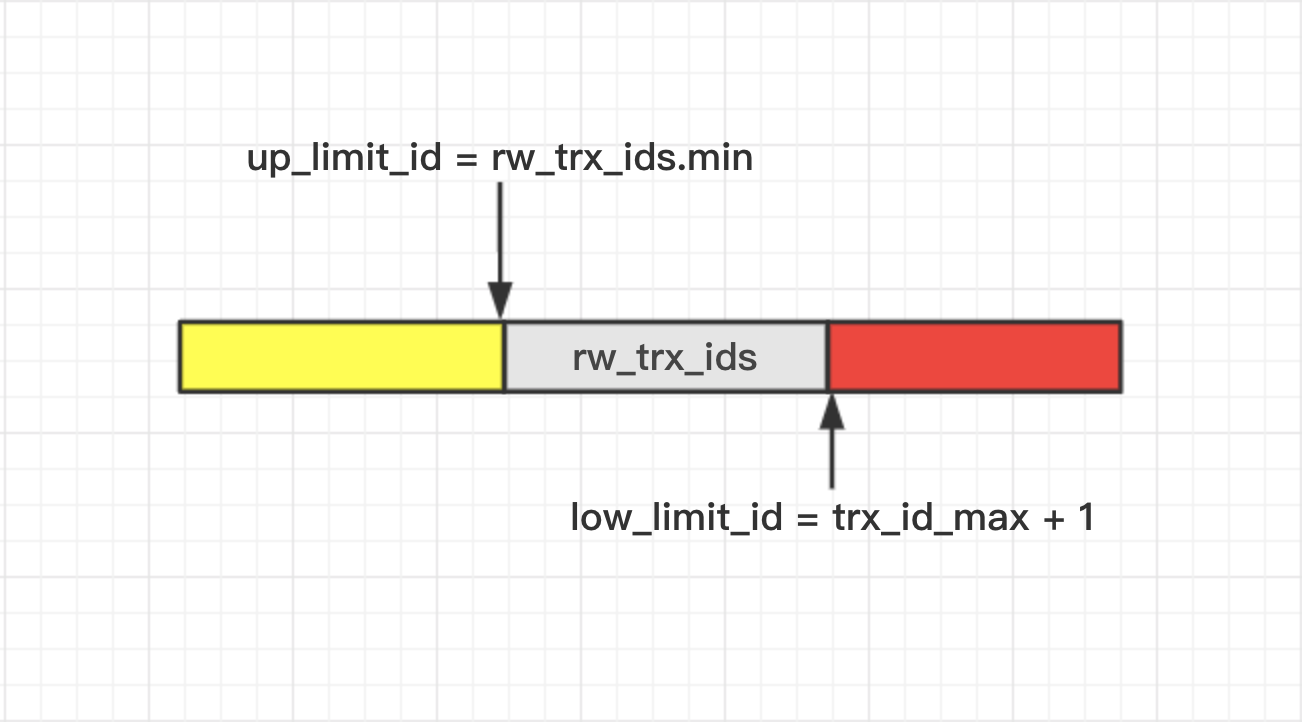 up_limit_id = rw_trx_ids.min
rw_trx_ids
low_limit_id = trx_id_max + 1